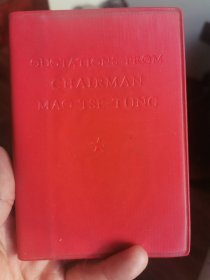 QUOTATIONS FROM
CHAIRMAN
MAO TSE-TUNG